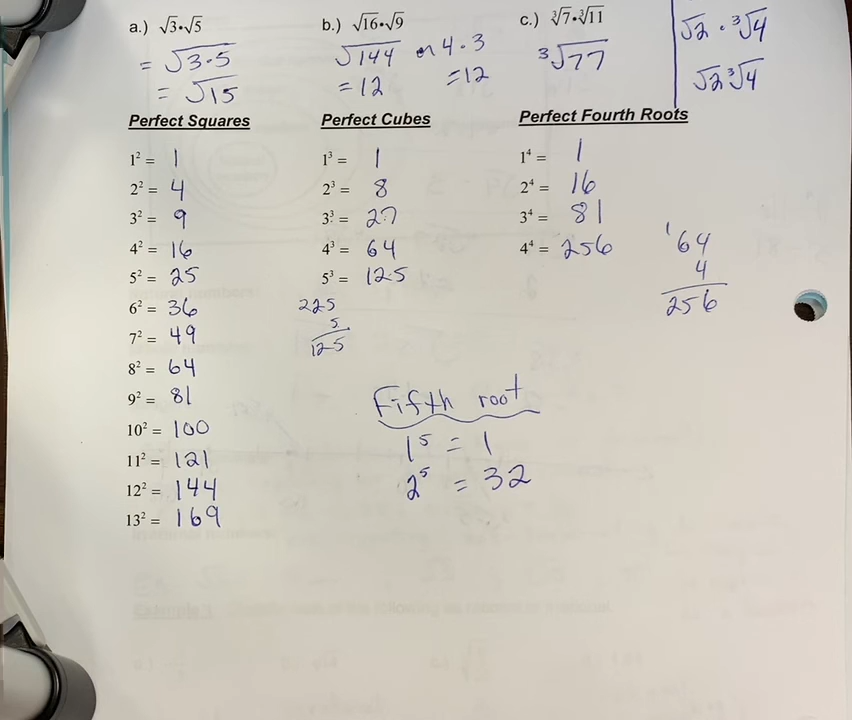 a.) √3•√5
= √3·5
= √15
b.) √16•√9
√144 or 4·3
= 12 =12
c.) ∛7•∛11
∛77
√2 · ∛4
√2 ∛4
Perfect Squares
1² = 1
2² = 4
3² = 9
4² = 16
5² = 25
6² = 36
7² = 49
8² = 64
9² = 81
10² = 100
11² = 121
12² = 144
13² = 169
Perfect Cubes
1³ = 1
2³ = 8
3³ = 27
4³ = 64
5³ = 125
225
5
125
Perfect Fourth Roots
1⁴ = 1
2⁴ = 16
3⁴ = 81
4⁴ = 256
¹64
4
256
Fifth root
1⁵ = 1
2⁵ = 32